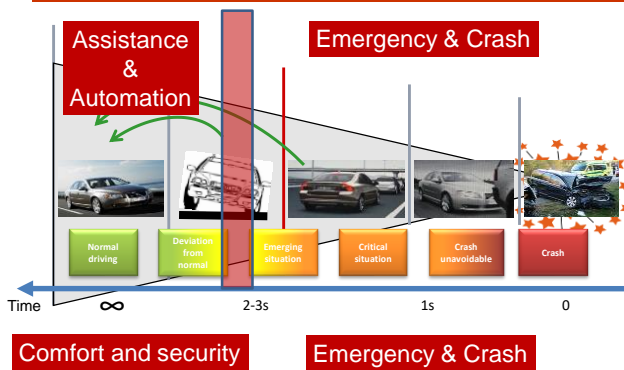 Assistance
&
Automation
Emergency & Crash
Normal
driving
Deviation
from
normal
Emerging
situation
Critical
situation
Crash
unavoidable
Crash
Time
∞
2-3s
1s
0
Comfort and security
Emergency & Crash